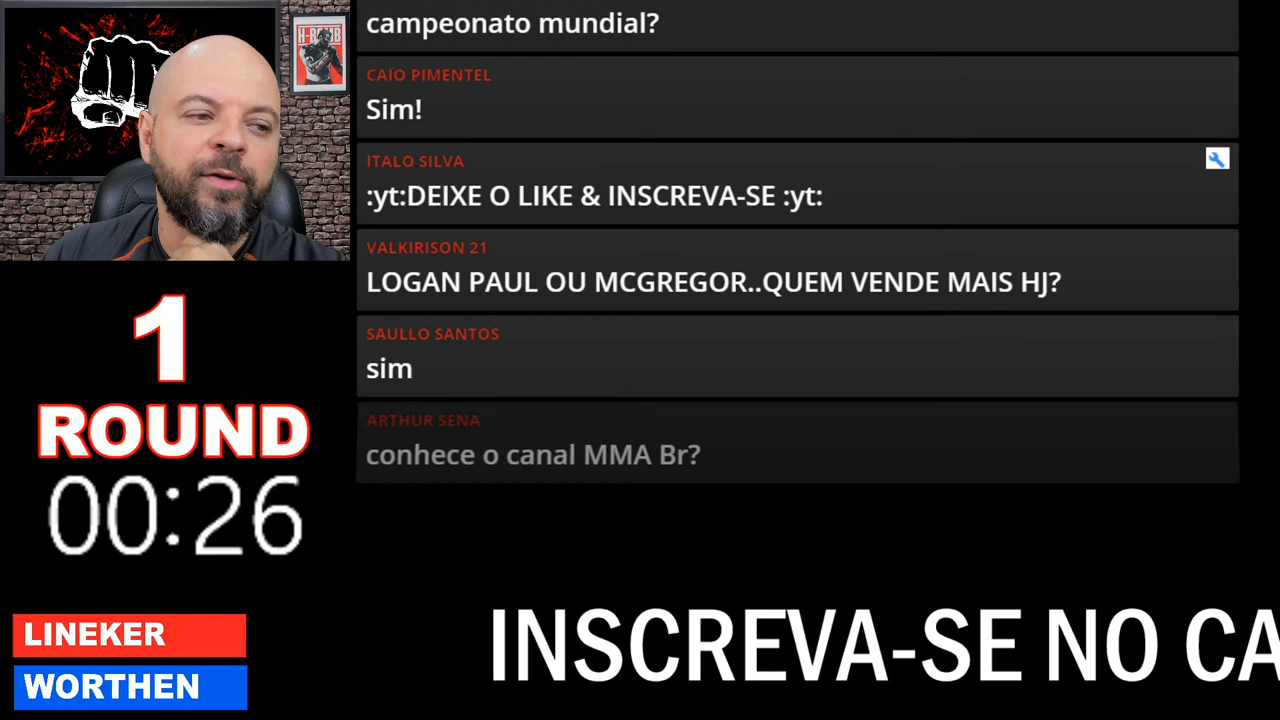 H-BOMB
campeonato mundial?
CAIO PIMENTEL
Sim!
ITALO SILVA
:yt:DEIXE O LIKE & INSCREVA-SE :yt:
VALKIRISON 21
LOGAN PAUL OU MCGREGOR..QUEM VENDE MAIS HJ?
SAULLO SANTOS
sim
ARTHUR SENA
conhece o canal MMA Br?
1
ROUND
00:26
LINEKER
WORTHEN
INSCREVA-SE NO CA